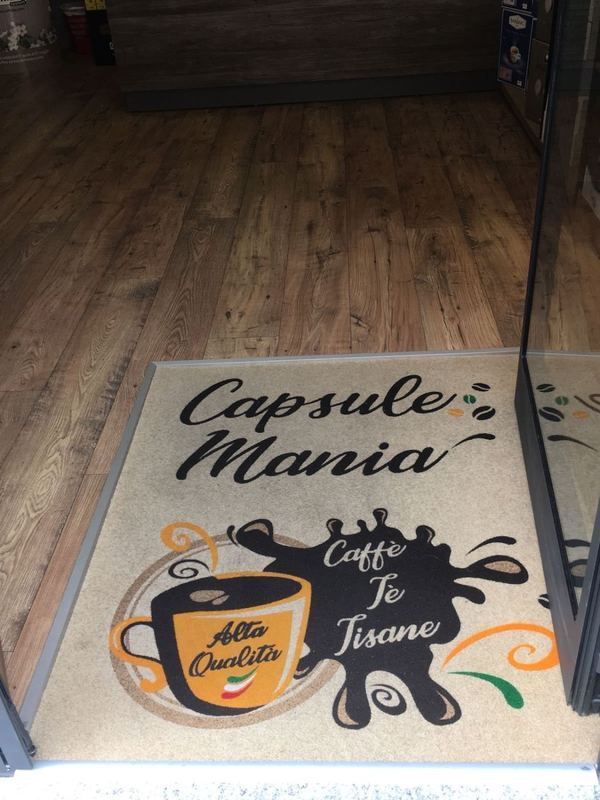 Capsule
Mania
Caffè
Tè
Tisane
Alta
Qualità